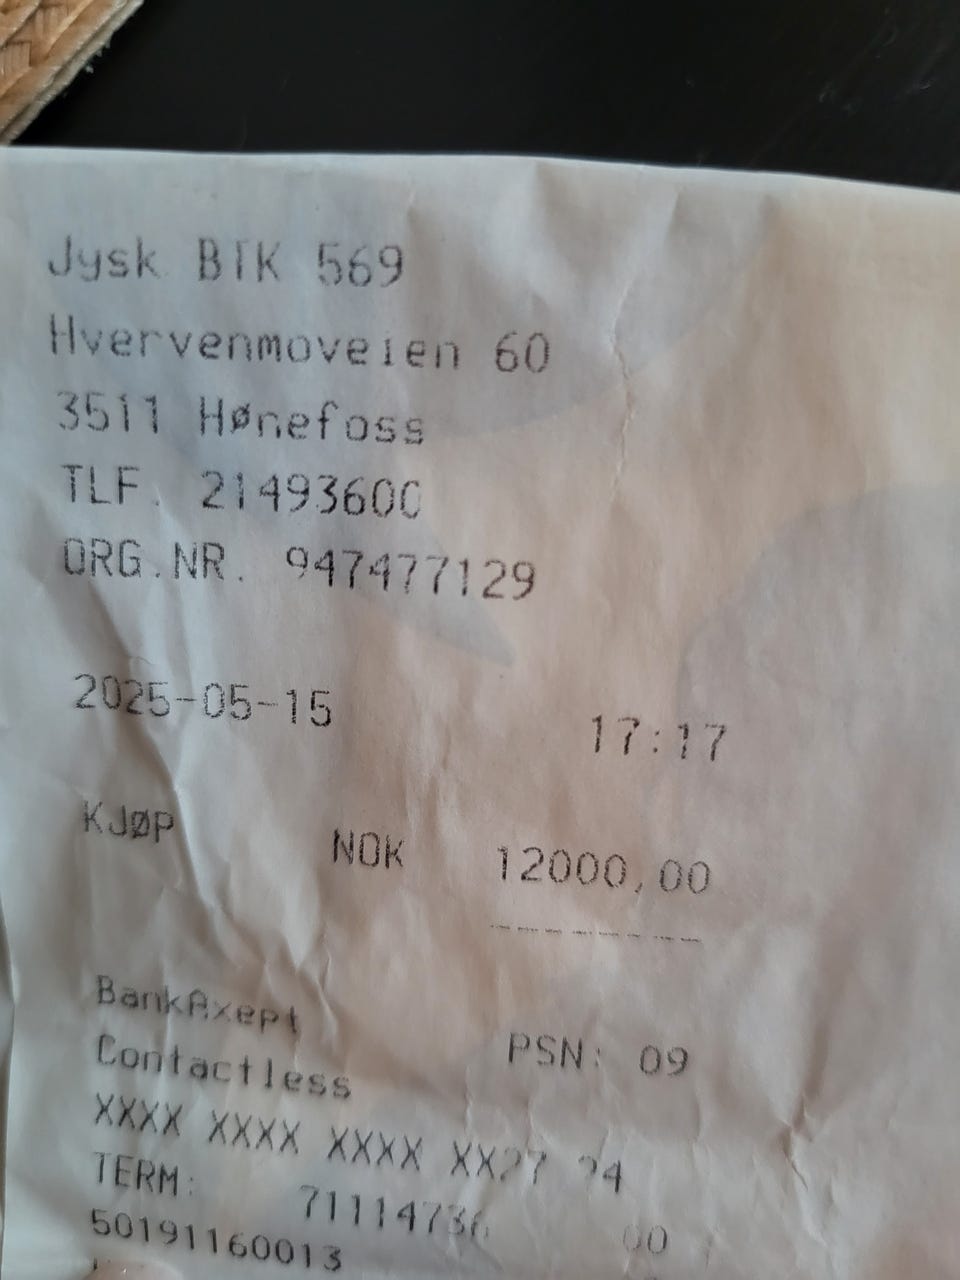 Jysk BTK 569
Hvervenmoveien 60
3511 Hønefoss
TLF. 21493600
ORG.NR. 947477129
2025-05-15 17:17
KJØP NOK 12000,00
BankAxept PSN: 09
Contactless
XXXX XXXX XXXX
TERM: 00
50191160013